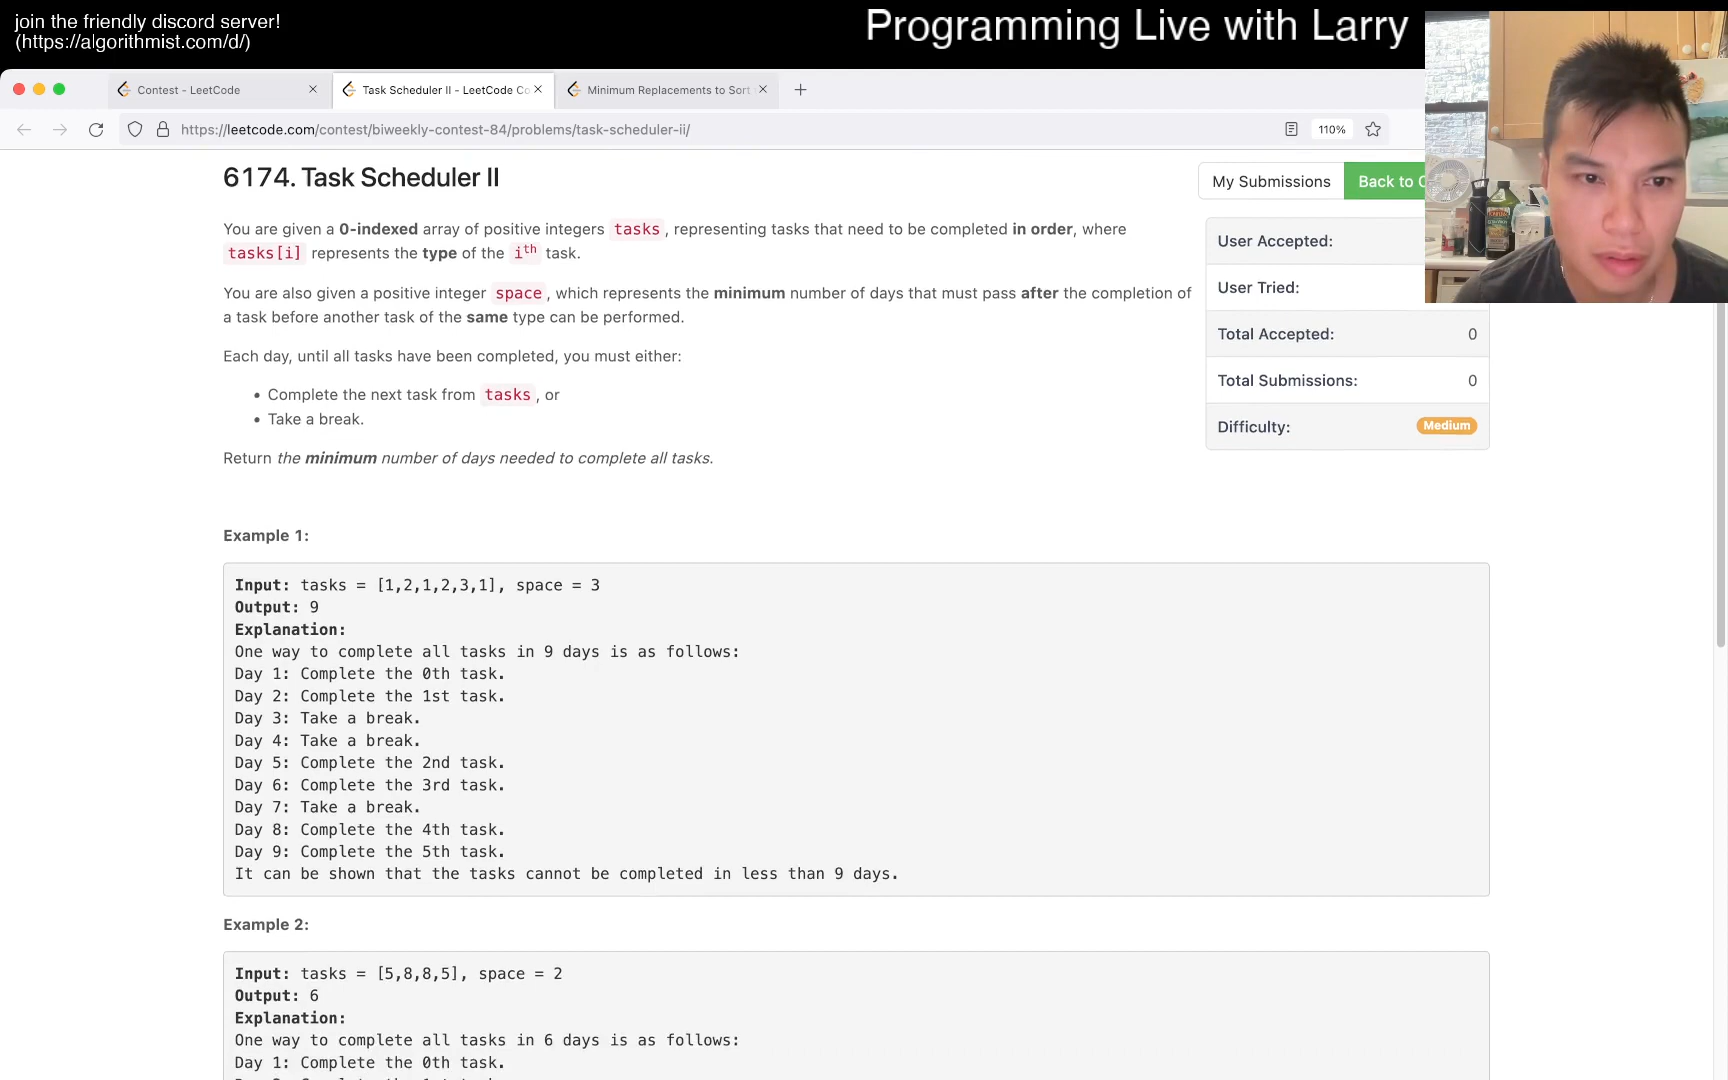 join the friendly discord server!
(https://algorithmist.com/d/)
Programming Live with Larry
Contest - LeetCode
Task Scheduler II - LeetCode Co
Minimum Replacements to Sort
https://leetcode.com/contest/biweekly-contest-84/problems/task-scheduler-ii/
110%
6174. Task Scheduler II
My Submissions
Back to C
You are given a 0-indexed array of positive integers tasks, representing tasks that need to be completed in order, where
tasks[i] represents the type of the ith task.
You are also given a positive integer space, which represents the minimum number of days that must pass after the completion of
a task before another task of the same type can be performed.
Each day, until all tasks have been completed, you must either:
• Complete the next task from tasks, or
• Take a break.
Return the minimum number of days needed to complete all tasks.
User Accepted:
User Tried:
Total Accepted: 0
Total Submissions: 0
Difficulty: Medium
Example 1:
Input: tasks = [1,2,1,2,3,1], space = 3
Output: 9
Explanation:
One way to complete all tasks in 9 days is as follows:
Day 1: Complete the 0th task.
Day 2: Complete the 1st task.
Day 3: Take a break.
Day 4: Take a break.
Day 5: Complete the 2nd task.
Day 6: Complete the 3rd task.
Day 7: Take a break.
Day 8: Complete the 4th task.
Day 9: Complete the 5th task.
It can be shown that the tasks cannot be completed in less than 9 days.
Example 2:
Input: tasks = [5,8,8,5], space = 2
Output: 6
Explanation:
One way to complete all tasks in 6 days is as follows:
Day 1: Complete the 0th task.